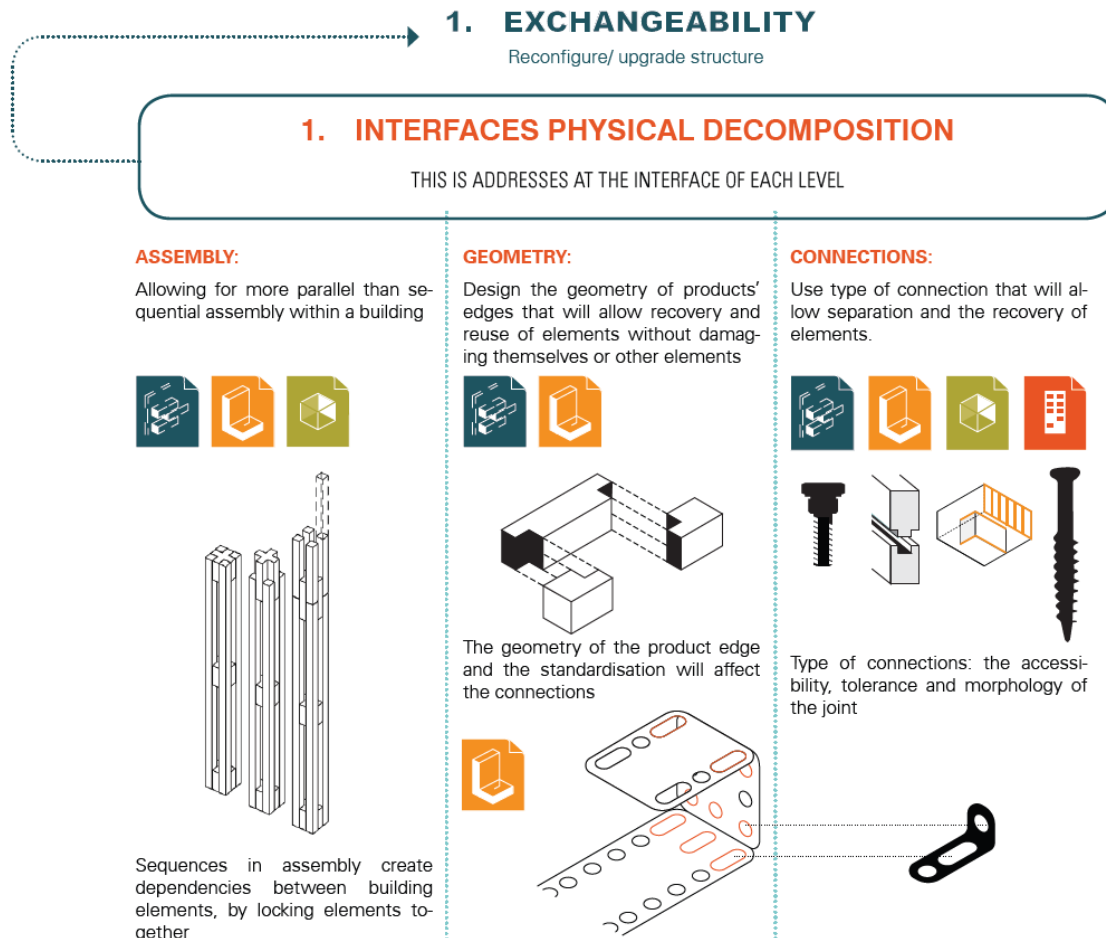 1. EXCHANGEABILITY
Reconfigure/ upgrade structure
1. INTERFACES PHYSICAL DECOMPOSITION
THIS IS ADDRESSES AT THE INTERFACE OF EACH LEVEL
ASSEMBLY:
Allowing for more parallel than se-
quential assembly within a building
Sequences in assembly create
dependencies between building
elements, by locking elements to-
gether
GEOMETRY:
Design the geometry of products’
edges that will allow recovery and
reuse of elements without damag-
ing themselves or other elements
The geometry of the product edge
and the standardisation will affect
the connections
CONNECTIONS:
Use type of connection that will al-
low separation and the recovery of
elements.
Type of connections: the accessi-
bility, tolerance and morphology of
the joint